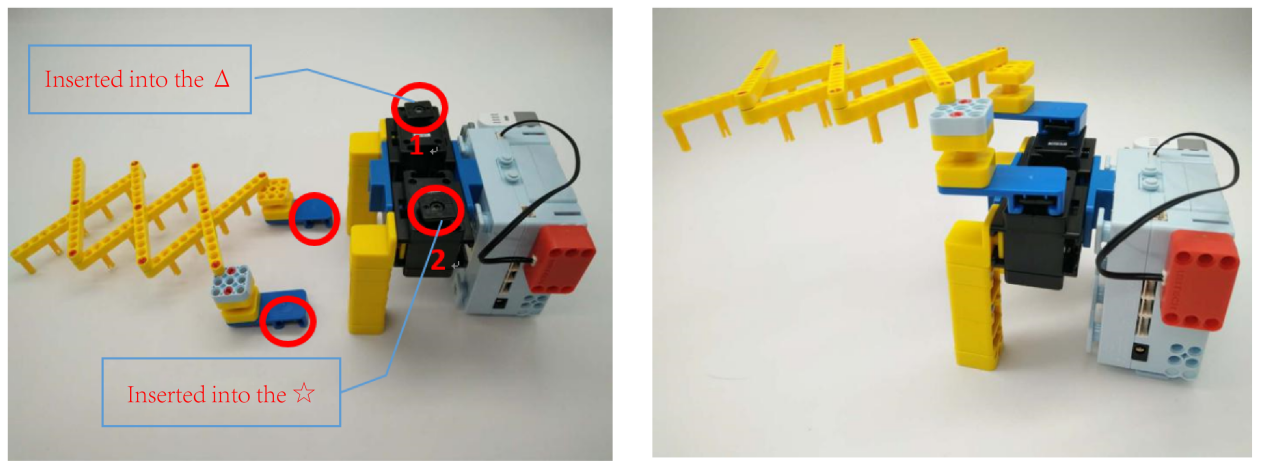 Inserted into the Δ
1
2
Inserted into the ☆